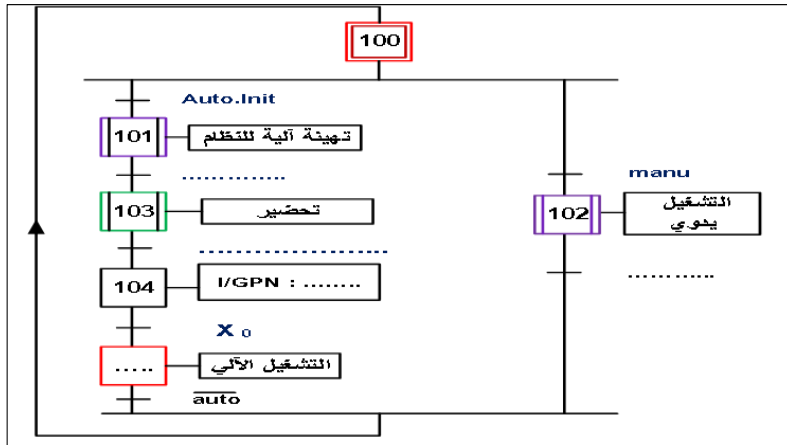 100
Auto.Init
101
تهيئة آلية للنظام
..............
manu
103
تحضير
102
التشغيل
يدوي
.........................
104
I/GPN : ........
............
X 0
.....
التشغيل الآلي
auto